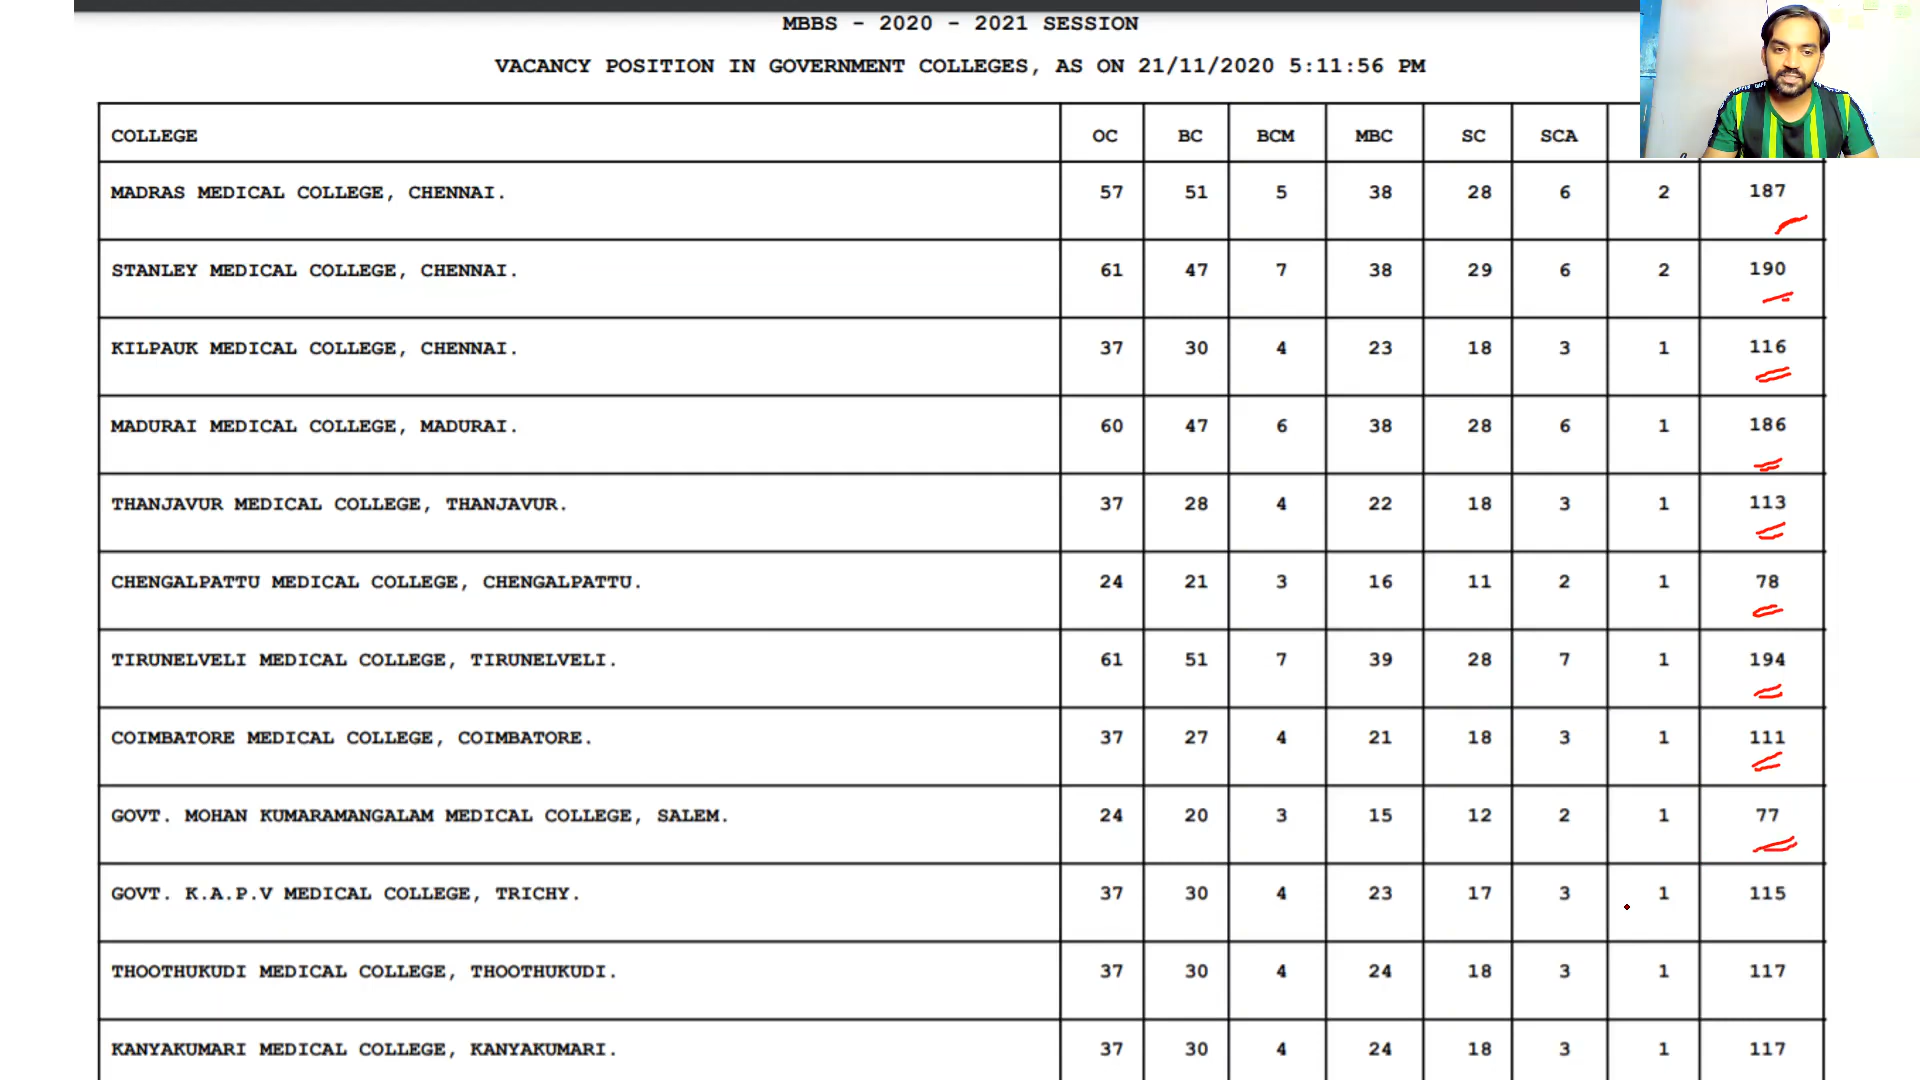 MBBS - 2020 - 2021 SESSION
VACANCY POSITION IN GOVERNMENT COLLEGES, AS ON 21/11/2020 5:11:56 PM
COLLEGE OC BC BCM MBC SC SCA
MADRAS MEDICAL COLLEGE, CHENNAI. 57 51 5 38 28 6 2 187
STANLEY MEDICAL COLLEGE, CHENNAI. 61 47 7 38 29 6 2 190
KILPAUK MEDICAL COLLEGE, CHENNAI. 37 30 4 23 18 3 1 116
MADURAI MEDICAL COLLEGE, MADURAI. 60 47 6 38 28 6 1 186
THANJAVUR MEDICAL COLLEGE, THANJAVUR. 37 28 4 22 18 3 1 113
CHENGALPATTU MEDICAL COLLEGE, CHENGALPATTU. 24 21 3 16 11 2 1 78
TIRUNELVELI MEDICAL COLLEGE, TIRUNELVELI. 61 51 7 39 28 7 1 194
COIMBATORE MEDICAL COLLEGE, COIMBATORE. 37 27 4 21 18 3 1 111
GOVT. MOHAN KUMARAMANGALAM MEDICAL COLLEGE, SALEM. 24 20 3 15 12 2 1 77
GOVT. K.A.P.V MEDICAL COLLEGE, TRICHY. 37 30 4 23 17 3 1 115
THOOTHUKUDI MEDICAL COLLEGE, THOOTHUKUDI. 37 30 4 24 18 3 1 117
KANYAKUMARI MEDICAL COLLEGE, KANYAKUMARI. 37 30 4 24 18 3 1 117